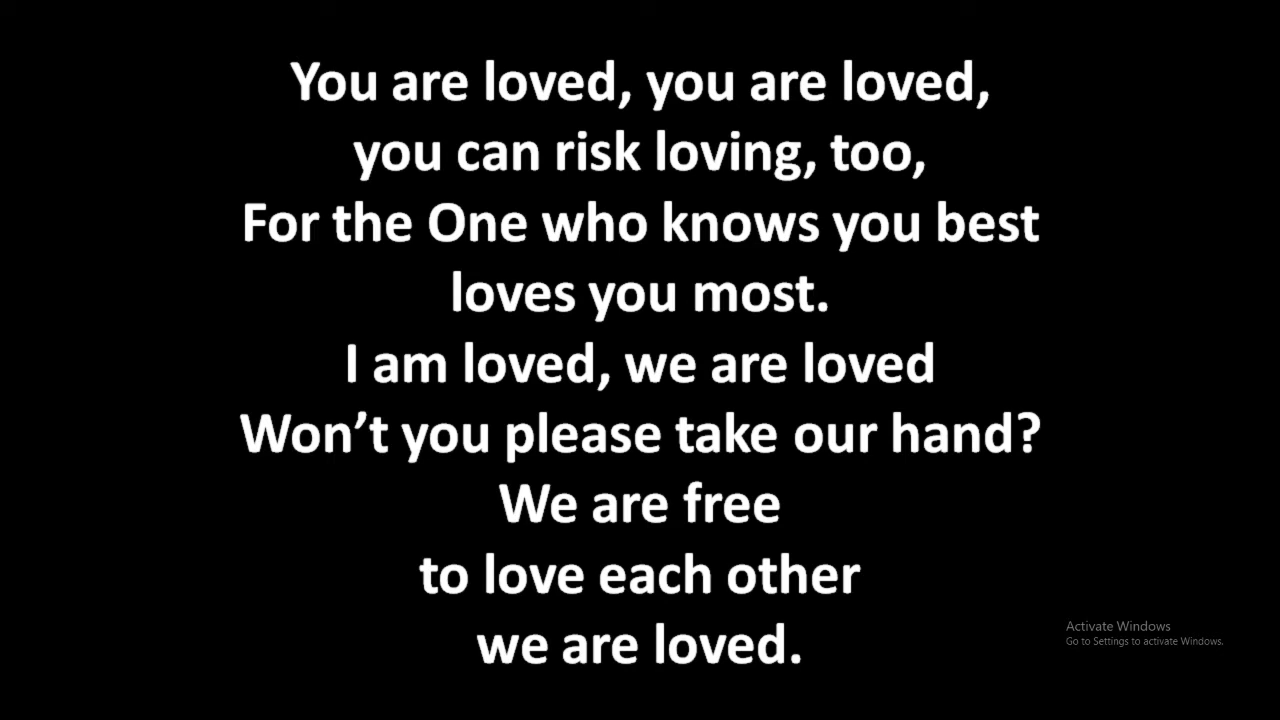 You are loved, you are loved,
you can risk loving, too,
For the One who knows you best
loves you most.
I am loved, we are loved
Won’t you please take our hand?
We are free
to love each other
we are loved.
Activate Windows
Go to Settings to activate Windows.